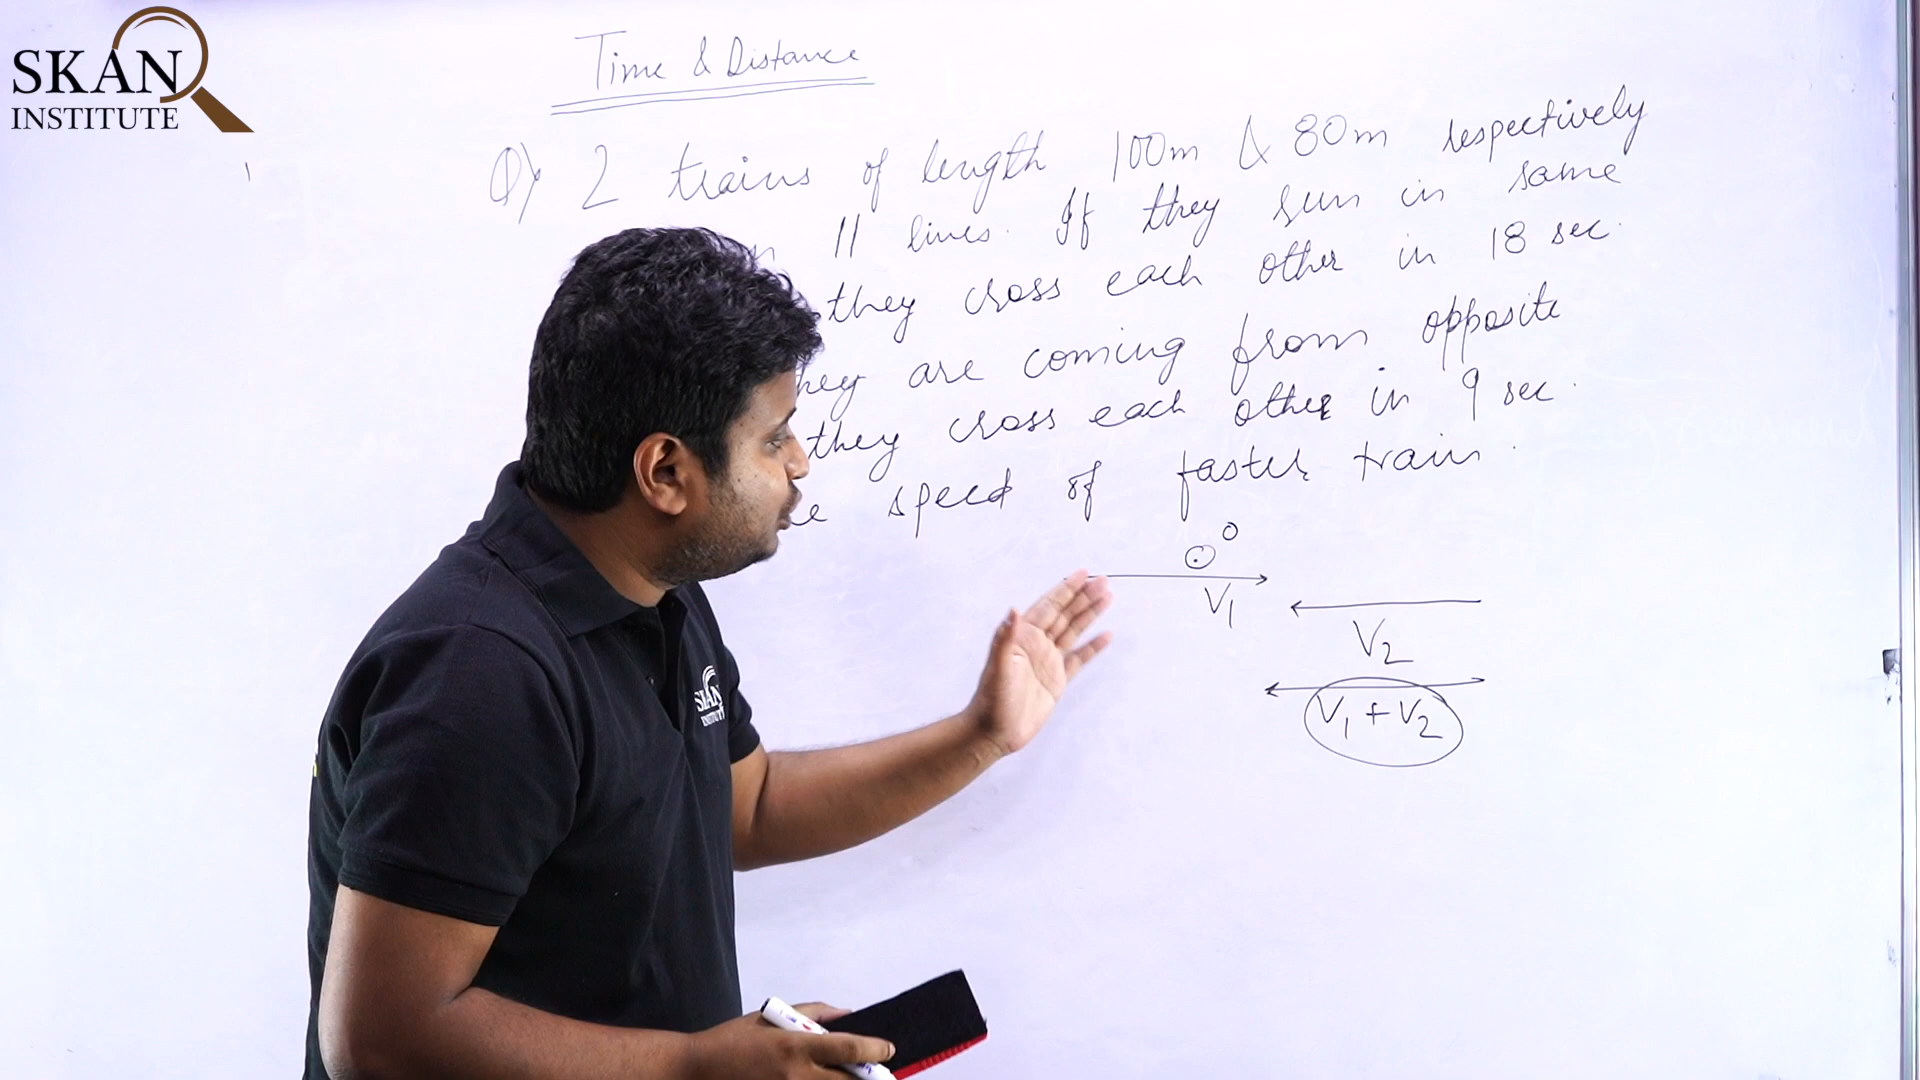 SKAN
INSTITUTE
Time & Distance
Q) 2 trains of length 100m & 80m respectively
11 lines. If they run in same
they cross each other in 18 sec.
they are coming from opposite
they cross each other in 9 sec.
speed of faster train.
V1
V2
V1 + V2
SKAN
INSTITUTE